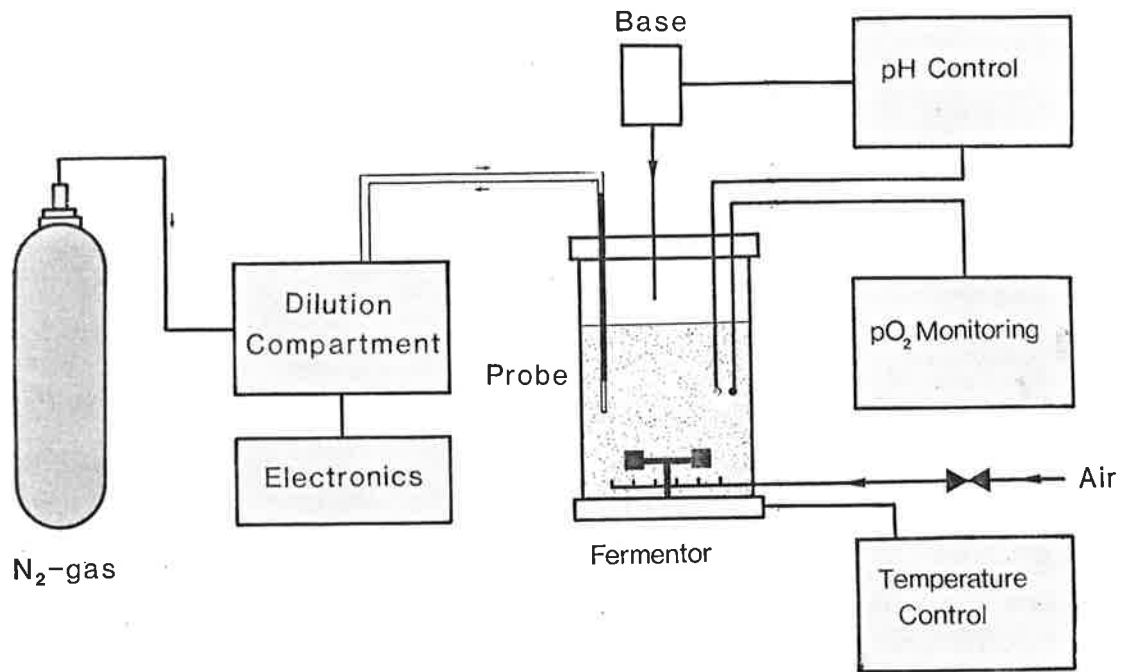 Base
pH Control
Dilution
Compartment
pO₂ Monitoring
Probe
Electronics
Air
Fermentor
N₂-gas
Temperature
Control